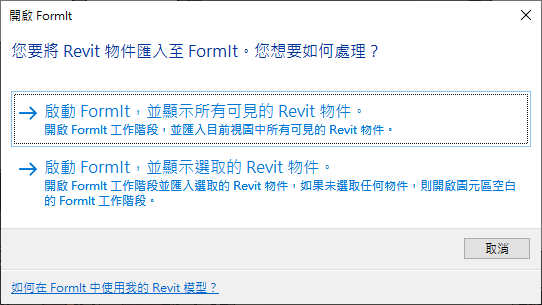 開啟 FormIt
您要將 Revit 物件匯入至 FormIt。您想要如何處理？
啟動 FormIt，並顯示所有可見的 Revit 物件。
開啟 FormIt 工作階段，並匯入目前視圖中所有可見的 Revit 物件。
啟動 FormIt，並顯示選取的 Revit 物件。
開啟 FormIt 工作階段並匯入選取的 Revit 物件，如果未選取任何物件，則開啟圖元區空白
的 FormIt 工作階段。
取消
如何在 FormIt 中使用我的 Revit 模型？